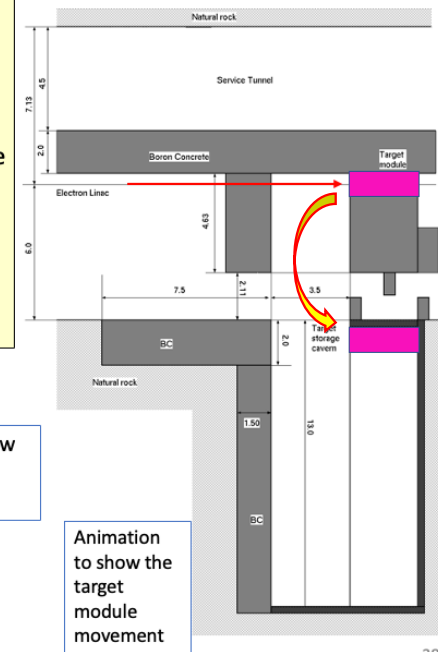 Natural rock
Service Tunnel
7.13
4.5
2.0
Boron Concrete
Target
module
e
Electron Linac
4.63
6.0
7.5
2.11
3.5
BC
2.0
Target
storage
cavern
Natural rock
1.50
13.0
w
BC
Animation
to show the
target
module
movement